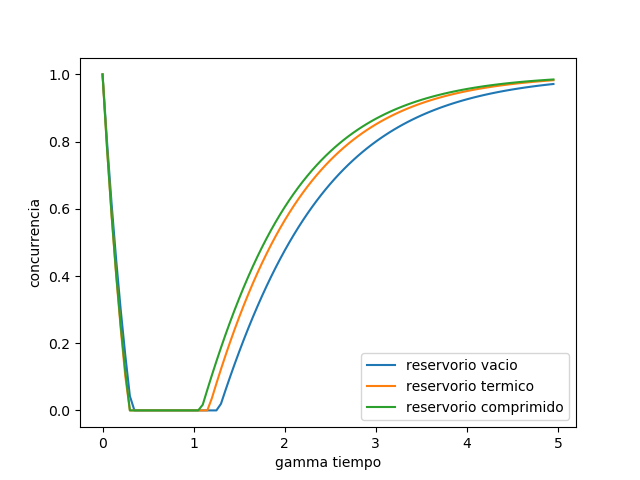 1.0
0.8
0.6
0.4
0.2
0.0
concurrencia
0
1
2
3
4
5
gamma tiempo
reservorio vacio
reservorio termico
reservorio comprimido